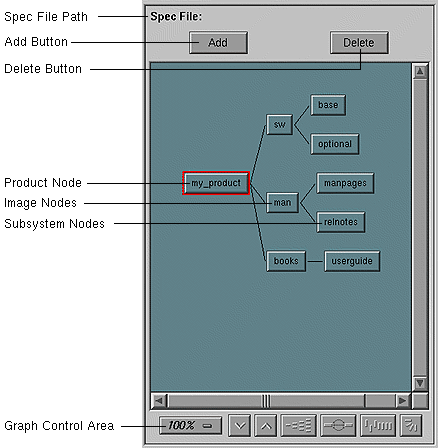 Spec File Path
Spec File:
Add Button
Add
Delete
Delete Button
base
sw
optional
Product Node
my_product
manpages
Image Nodes
man
Subsystem Nodes
relnotes
books
userguide
Graph Control Area
100%